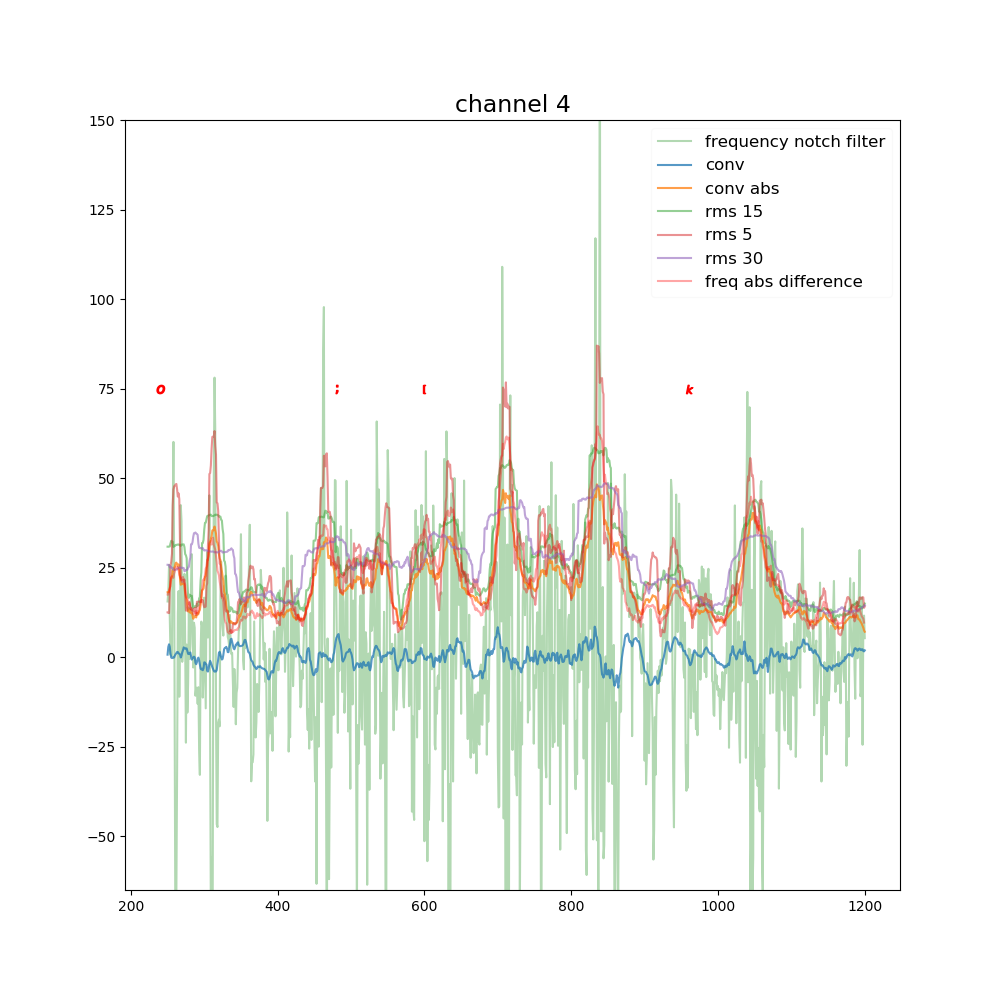 channel 4
150
frequency notch filter
conv
125
conv abs
rms 15
rms 5
rms 30
100
freq abs difference
75
o ; k
50
25
0
−25
−50
200 400 600 800 1000 1200